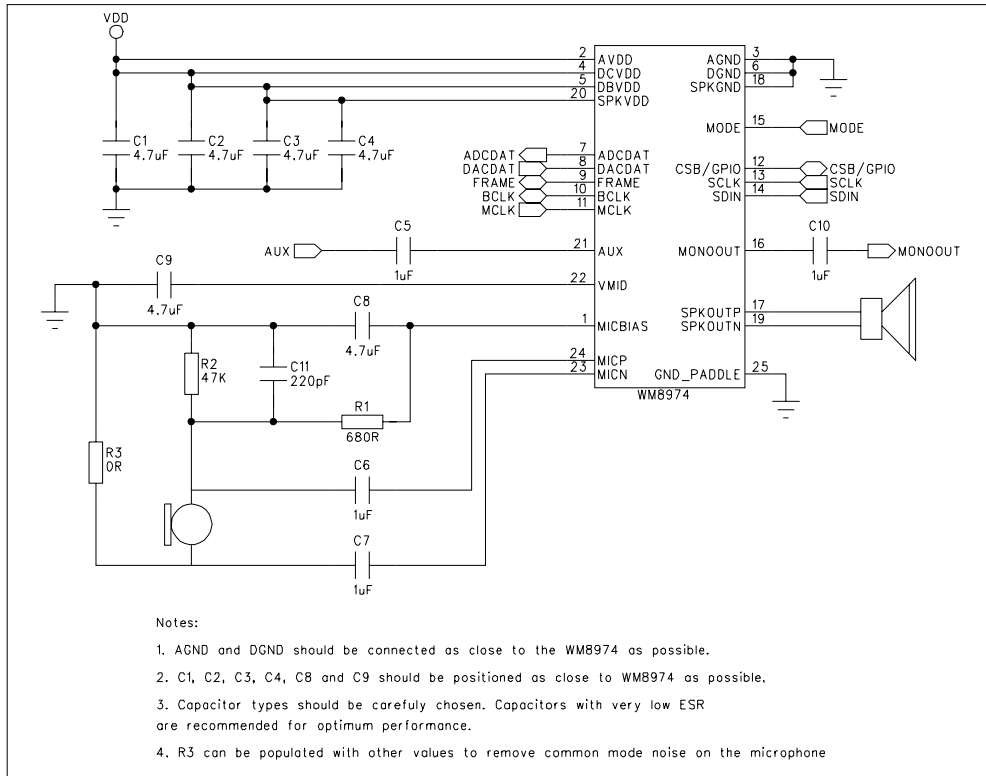 VDD
2 AVDD
4 DCVDD
5 DBVDD
20 SPKVDD
AGND 3
DGND 6
SPKGND 18
MODE 15 MODE
C1
4.7uF
C2
4.7uF
C3
4.7uF
C4
4.7uF
ADCDAT 7 ADCDAT
DACDAT 8 DACDAT
FRAME 9 FRAME
BCLK 10 BCLK
MCLK 11 MCLK
CSB/GPIO 12 CSB/GPIO
SCLK 13 SCLK
SDIN 14 SDIN
AUX
C5
1uF
21 AUX
MONOOUT 16
C10
1uF
MONOOUT
C9
4.7uF
22 VMID
C8
4.7uF
1 MICBIAS
SPKOUTP 17
SPKOUTN 19
R2
47K
C11
220pF
24 MICP
23 MICN
GND_PADDLE 25
WM8974
R1
680R
R3
0R
C6
1uF
C7
1uF
Notes:
1. AGND and DGND should be connected as close to the WM8974 as possible.
2. C1, C2, C3, C4, C8 and C9 should be positioned as close to WM8974 as possible.
3. Capacitor types should be carefuly chosen. Capacitors with very low ESR
are recommended for optimum performance.
4. R3 can be populated with other values to remove common mode noise on the microphone